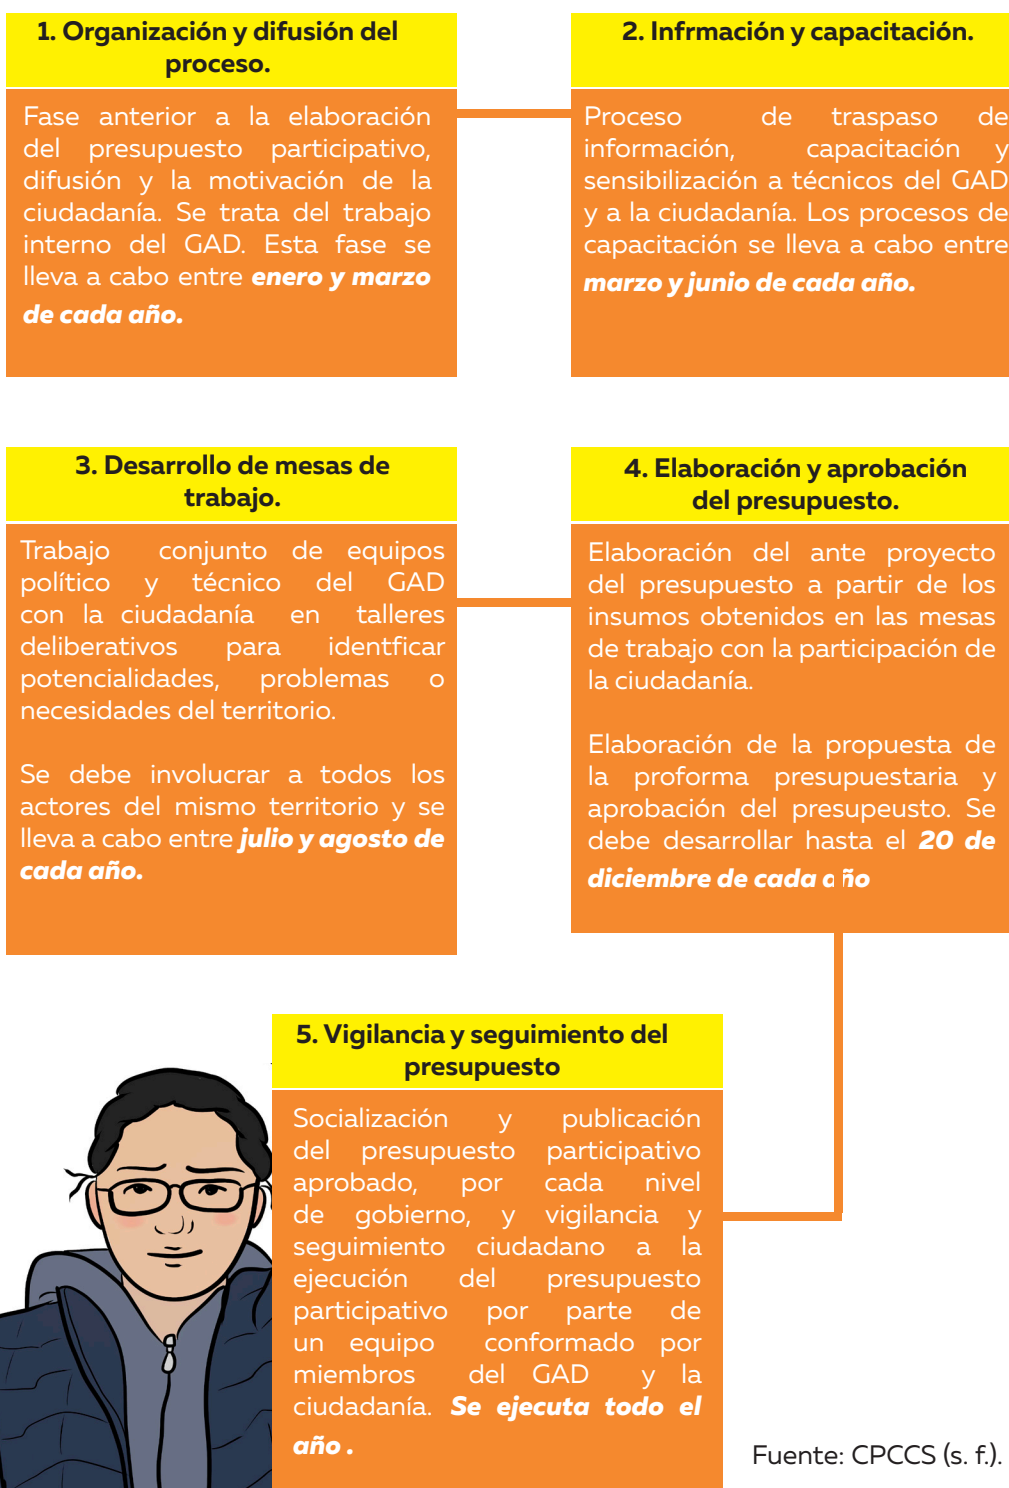 1. Organización y difusión del
proceso.
Fase anterior a la elaboración
del presupuesto participativo,
difusión y la motivación de la
ciudadanía. Se trata del trabajo
interno del GAD. Esta fase se
lleva a cabo entre enero y marzo
de cada año.
2. Infrmación y capacitación.
Proceso de traspaso de
información, capacitación y
sensibilización a técnicos del GAD
y a la ciudadanía. Los procesos de
capacitación se lleva a cabo entre
marzo y junio de cada año.
3. Desarrollo de mesas de
trabajo.
Trabajo conjunto de equipos
político y técnico del GAD
con la ciudadanía en talleres
deliberativos para identficar
potencialidades, problemas o
necesidades del territorio.
Se debe involucrar a todos los
actores del mismo territorio y se
lleva a cabo entre julio y agosto de
cada año.
4. Elaboración y aprobación
del presupuesto.
Elaboración del ante proyecto
del presupuesto a partir de los
insumos obtenidos en las mesas
de trabajo con la participación de
la ciudadanía.
Elaboración de la propuesta de
la proforma presupuestaria y
aprobación del presupeusto. Se
debe desarrollar hasta el 20 de
diciembre de cada año
5. Vigilancia y seguimiento del
presupuesto
Socialización y publicación
del presupuesto participativo
aprobado, por cada nivel
de gobierno, y vigilancia y
seguimiento ciudadano a la
ejecución del presupuesto
participativo por parte de
un equipo conformado por
miembros del GAD y la
ciudadanía. Se ejecuta todo el
año .
Fuente: CPCCS (s. f.).